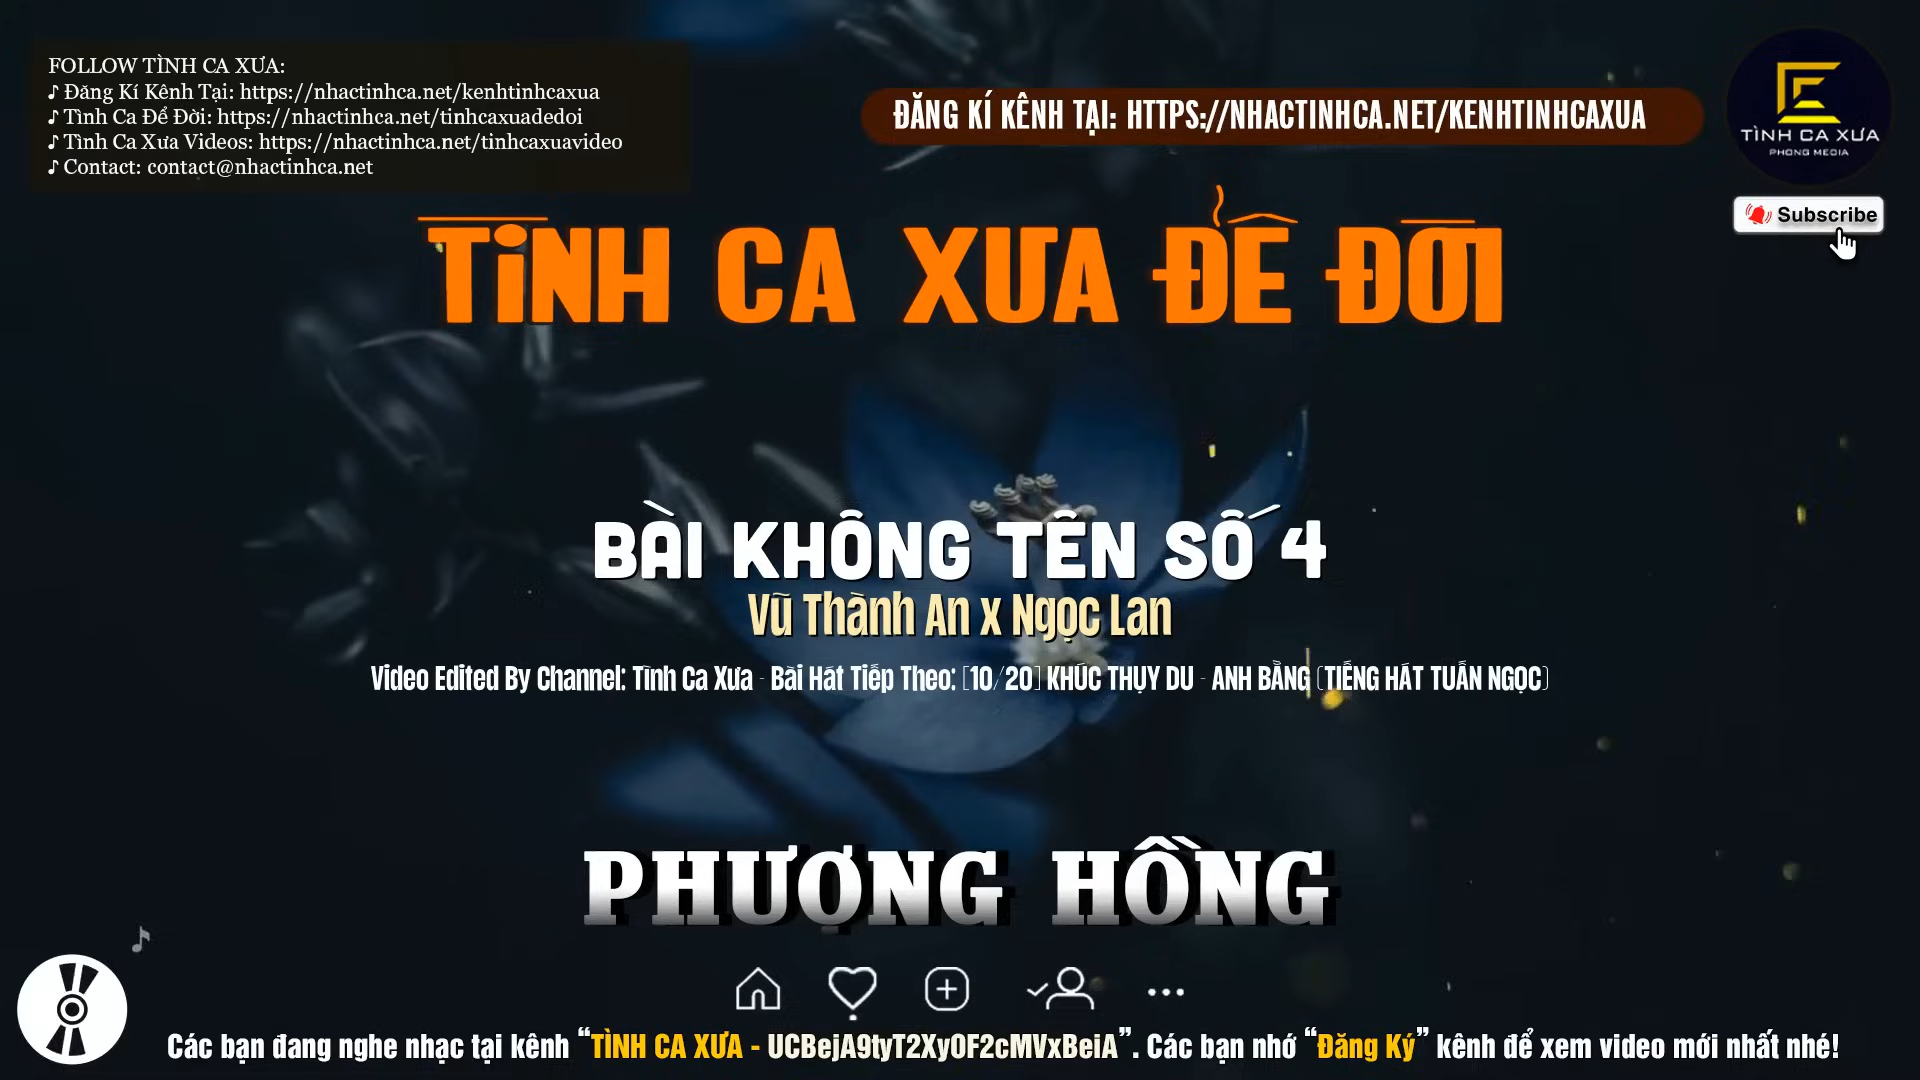 FOLLOW TÌNH CA XƯA:
♪ Đăng Kí Kênh Tại: https://nhactinhca.net/kenhtinhcaxua
♪ Tình Ca Để Đời: https://nhactinhca.net/tinhcaxuadedoi
♪ Tình Ca Xưa Videos: https://nhactinhca.net/tinhcaxuavideo
♪ Contact: contact@nhactinhca.net
ĐĂNG KÍ KÊNH TẠI: HTTPS://NHACTINHCA.NET/KENHTINHCAXUA
TÌNH CA XƯA
PHONG MEDIA
Subscribe
TÌNH CA XƯA ĐỂ ĐỜI
BÀI KHÔNG TÊN SỐ 4
Vũ Thành An x Ngọc Lan
Video Edited By Channel: Tình Ca Xưa - Bài Hát Tiếp Theo: [10/20] KHÚC THỤY DU - ANH BẰNG (TIẾNG HÁT TUẤN NGỌC)
PHƯỢNG HỒNG
Các bạn đang nghe nhạc tại kênh “TÌNH CA XƯA - UCBejA9tyT2XyOF2cMVxBeiA”. Các bạn nhớ “Đăng Ký” kênh để xem video mới nhất nhé!